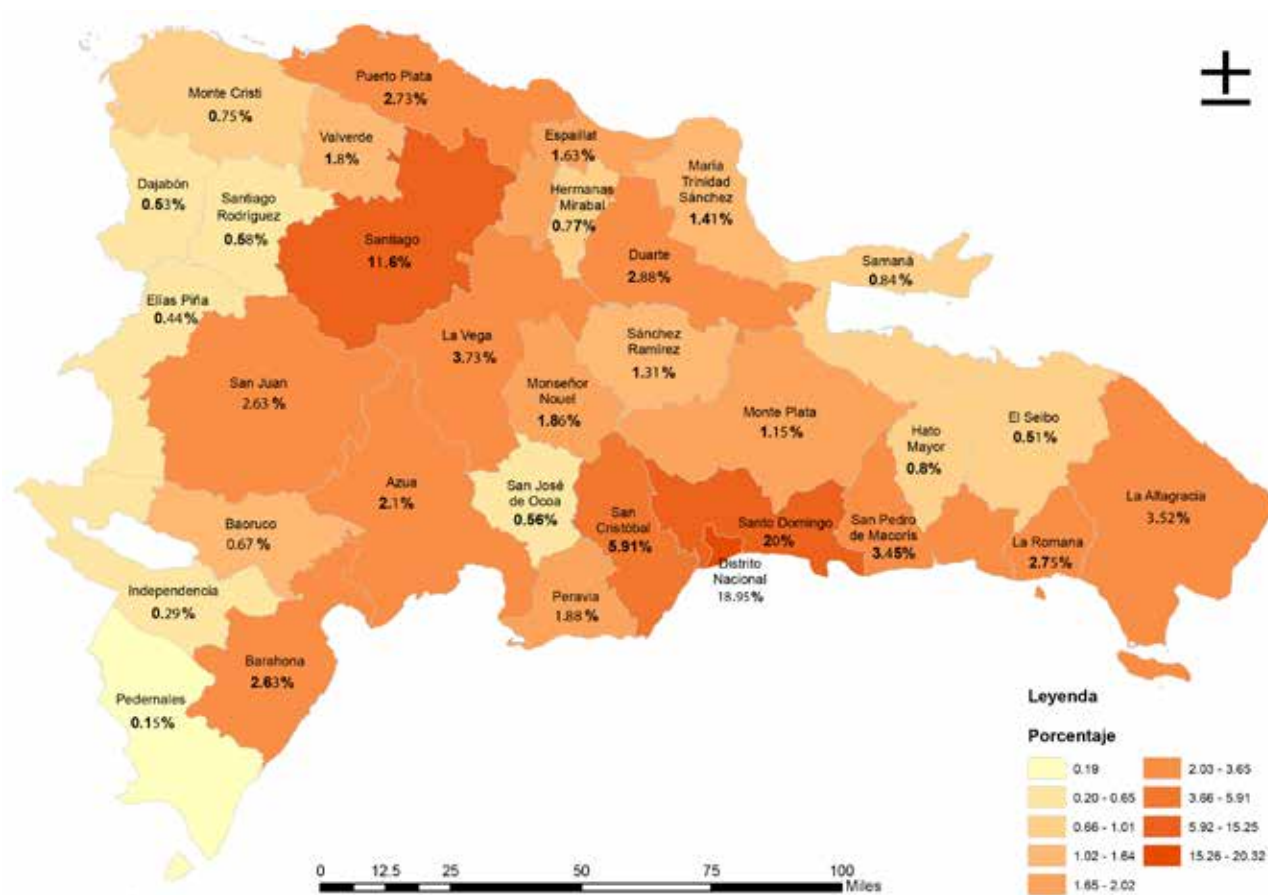 Puerto Plata
2.73%
Monte Cristi
0.75%
Valverde
1.8%
Espaillat
1.63%
María
Trinidad
Sánchez
1.41%
Dajabón
0.53%
Santiago
Rodríguez
0.58%
Hermanas
Mirabal
0.77%
Santiago
11.6%
Duarte
2.88%
Samaná
0.84%
Elías Piña
0.44%
La Vega
3.73%
Sánchez
Ramírez
1.31%
San Juan
2.63 %
Monseñor
Nouel
1.86%
Monte Plata
1.15%
Hato
Mayor
0.8%
El Seibo
0.51%
Azua
2.1%
San José
de Ocoa
0.56%
La Altagracia
3.52%
Baoruco
0.67 %
San
Cristóbal
5.91%
Santo Domingo
20%
San Pedro
de Macorís
3.45%
La Romana
2.75%
Distrito
Nacional
18.95%
Independencia
0.29%
Peravia
1.88 %
Barahona
2.63%
Pedernales
0.15%
Leyenda
Porcentaje
0.19
0.20 - 0.65
0.66 - 1.01
1.02 - 1.64
1.65 - 2.02
2.03 - 3.65
3.66 - 5.91
5.92 - 15.25
15.26 - 20.32
0 12.5 25 50 75 100
Miles